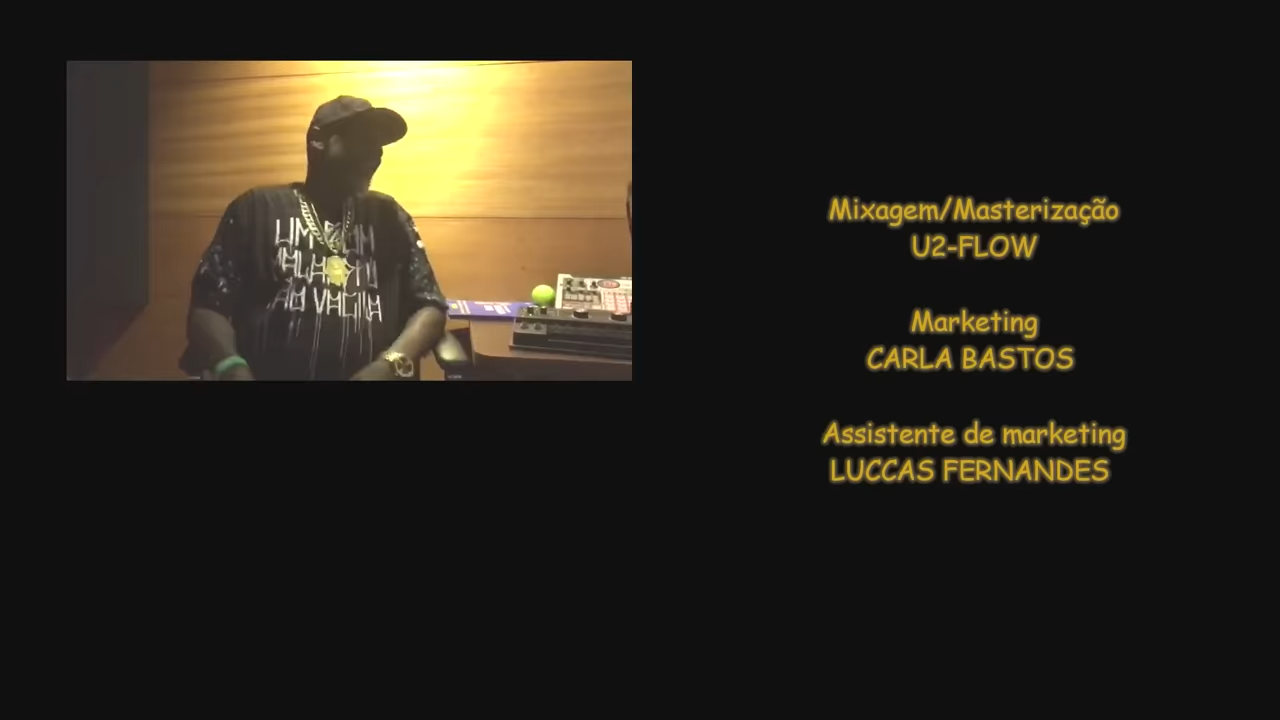 Mixagem/Masterização
U2-FLOW
Marketing
CARLA BASTOS
Assistente de marketing
LUCCAS FERNANDES